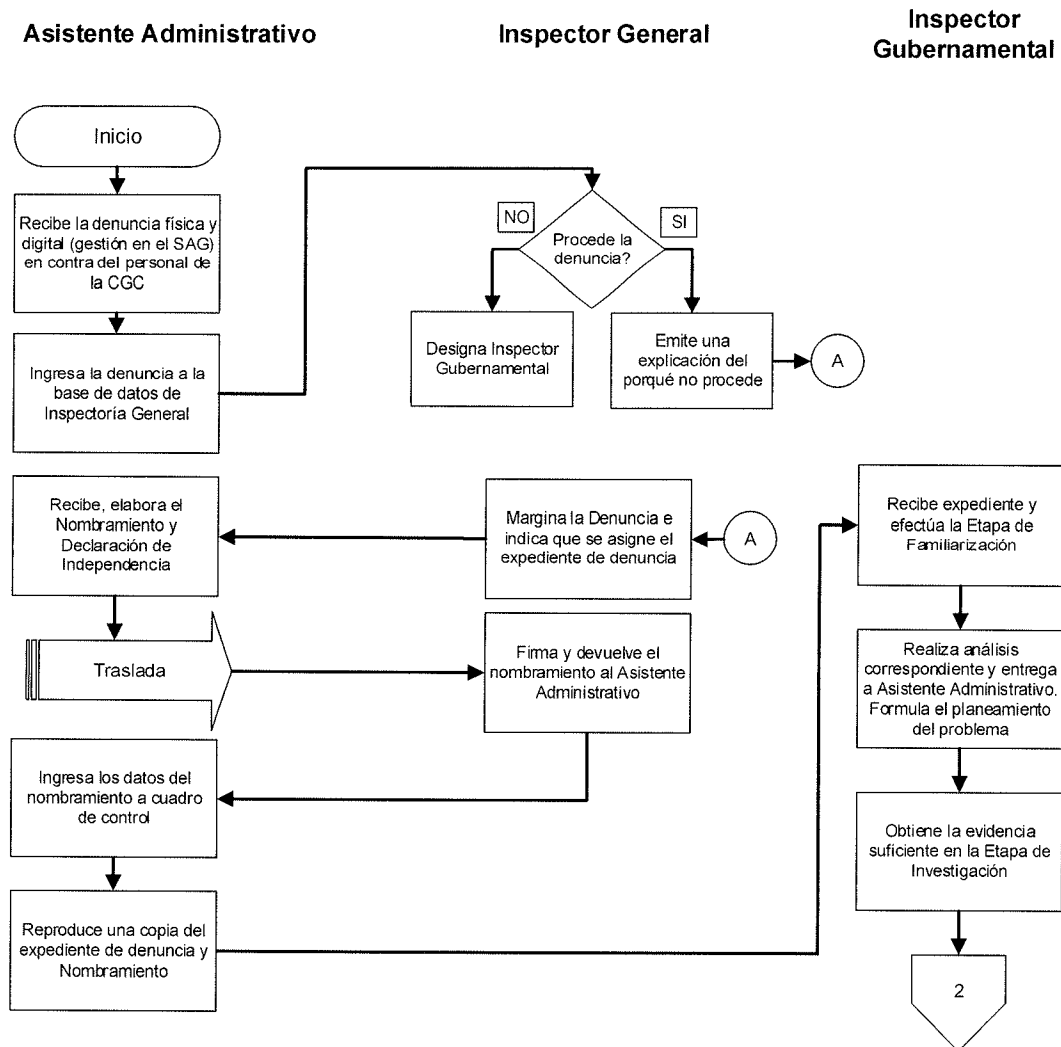 Asistente Administrativo
Inspector General
Inspector
Gubernamental
Inicio
Recibe la denuncia física y
digital (gestión en el SAG)
en contra del personal de
la CGC
Ingresa la denuncia a la
base de datos de
Inspectoría General
NO
SI
Procede la
denuncia?
Designa Inspector
Gubernamental
Emite una
explicación del
porqué no procede
A
Recibe, elabora el
Nombramiento y
Declaración de
Independencia
Margina la Denuncia e
indica que se asigne el
expediente de denuncia
A
Recibe expediente y
efectúa la Etapa de
Familiarización
Traslada
Firma y devuelve el
nombramiento al Asistente
Administrativo
Realiza análisis
correspondiente y entrega
a Asistente Administrativo.
Formula el planeamiento
del problema
Ingresa los datos del
nombramiento a cuadro
de control
Obtiene la evidencia
suficiente en la Etapa de
Investigación
Reproduce una copia del
expediente de denuncia y
Nombramiento
2